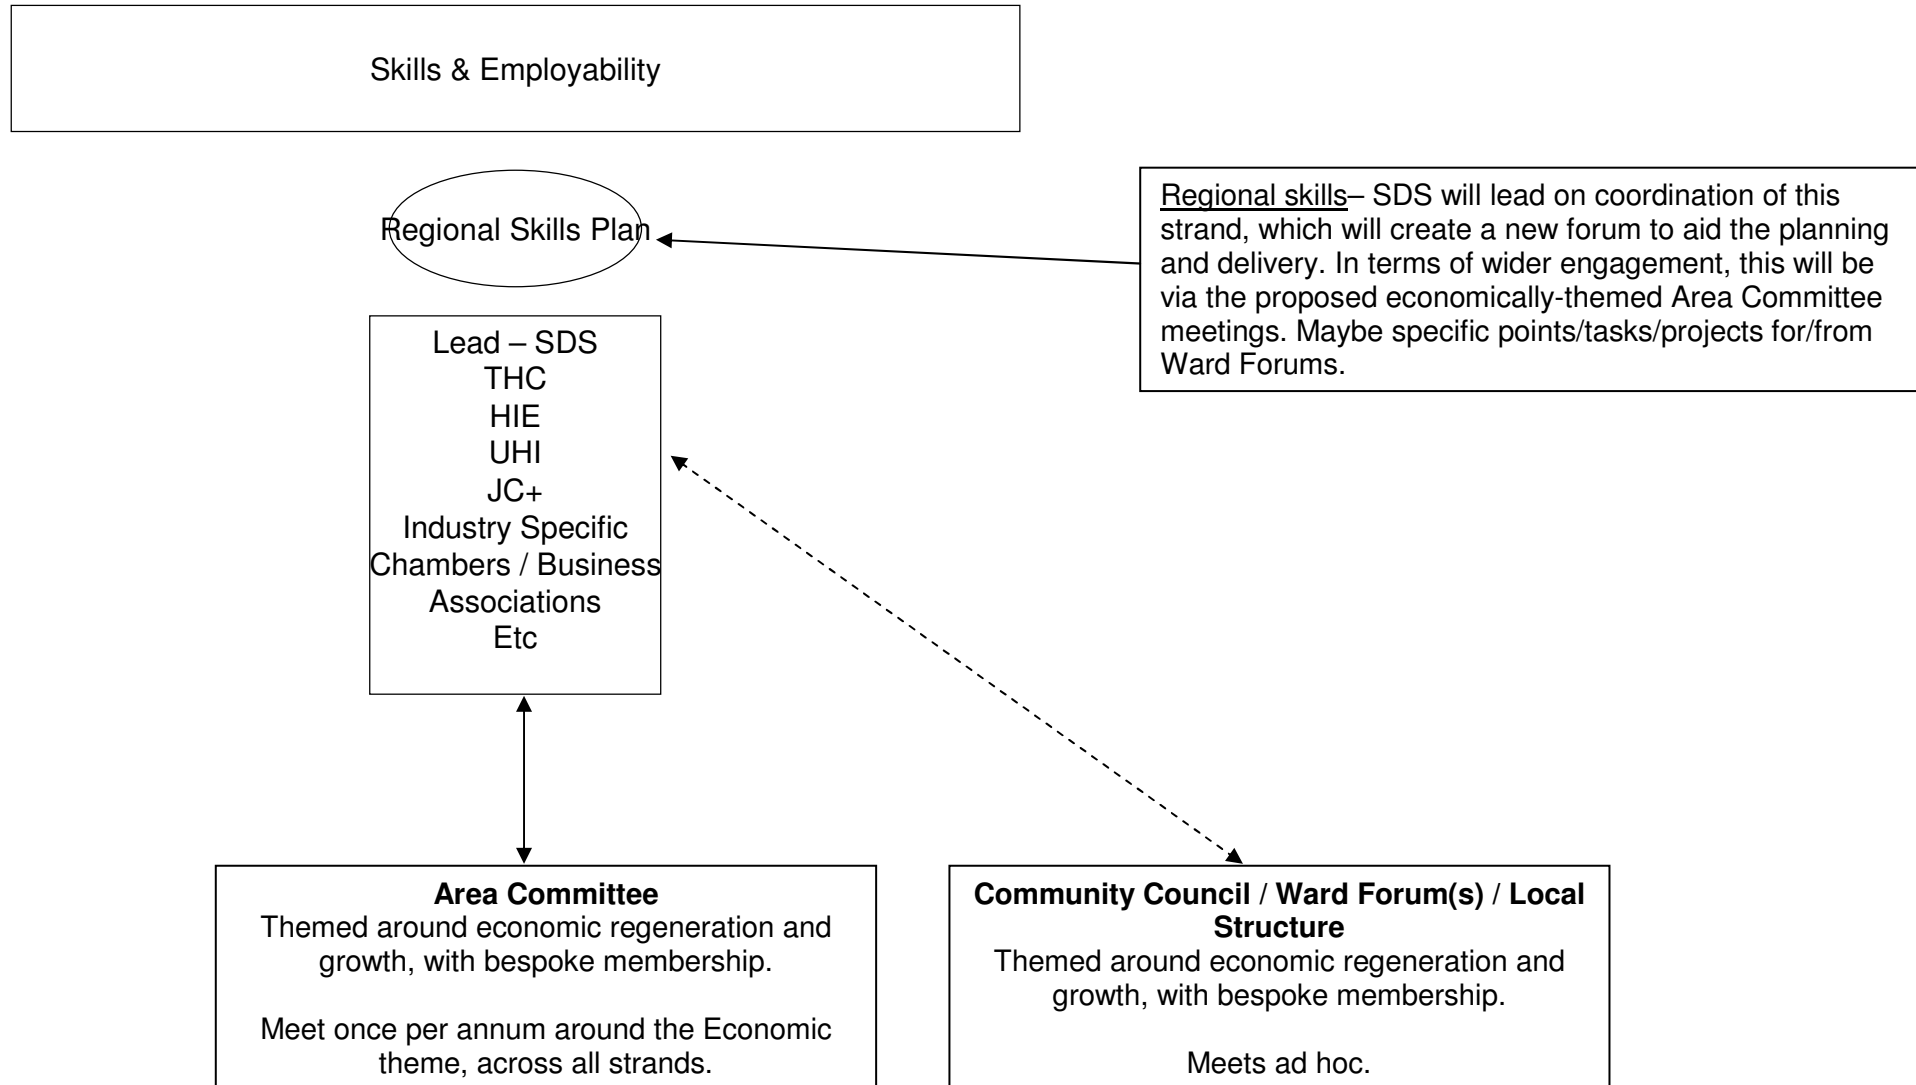 Skills & Employability
Regional Skills Plan
Regional skills– SDS will lead on coordination of this
strand, which will create a new forum to aid the planning
and delivery. In terms of wider engagement, this will be
via the proposed economically-themed Area Committee
meetings. Maybe specific points/tasks/projects for/from
Ward Forums.
Lead – SDS
THC
HIE
UHI
JC+
Industry Specific
Chambers / Business
Associations
Etc
Area Committee
Themed around economic regeneration and
growth, with bespoke membership.
Meet once per annum around the Economic
theme, across all strands.
Community Council / Ward Forum(s) / Local
Structure
Themed around economic regeneration and
growth, with bespoke membership.
Meets ad hoc.